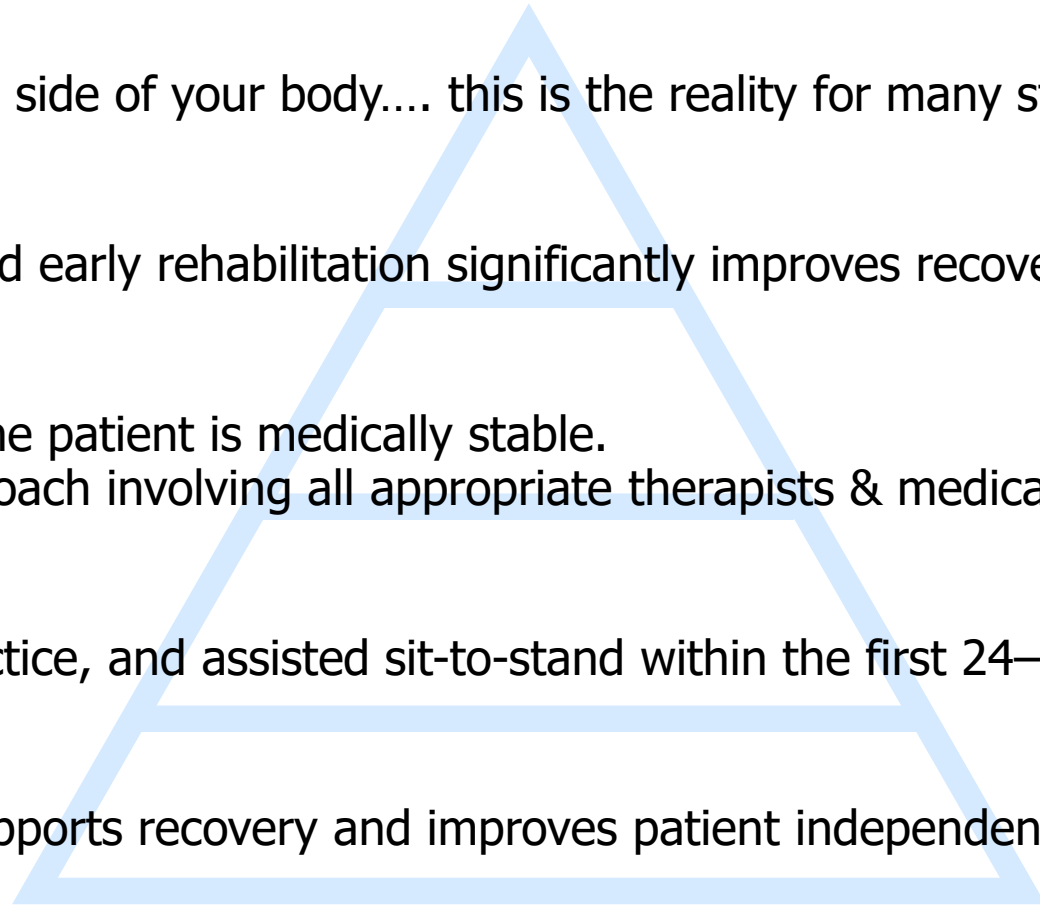 side of your body…. this is the reality for many st
d early rehabilitation significantly improves recove
he patient is medically stable.
oach involving all appropriate therapists & medica
ctice, and assisted sit-to-stand within the first 24–
pports recovery and improves patient independen